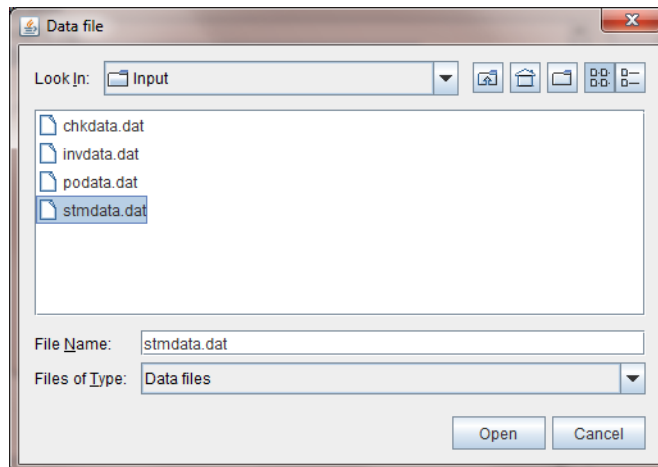 Data file
Look In: Input
chkdata.dat
invdata.dat
podata.dat
stmdata.dat
File Name: stmdata.dat
Files of Type: Data files
Open Cancel